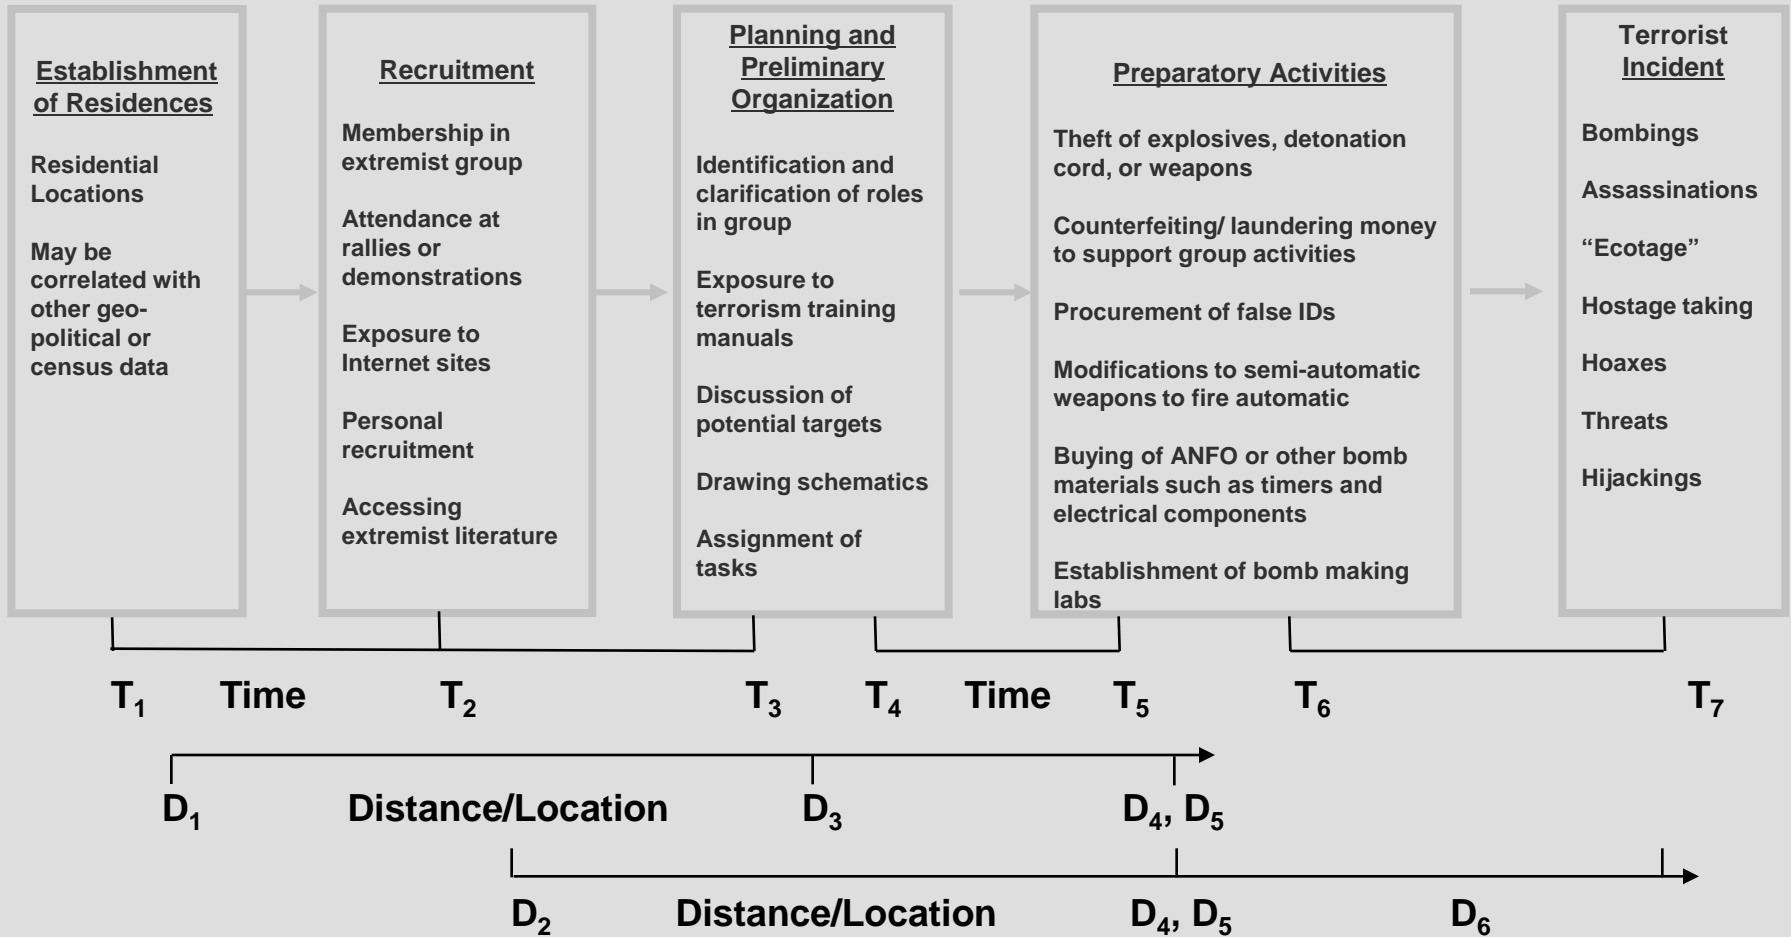 Establishment
of Residences
Residential
Locations
May be
correlated with
other geo-
political or
census data
Recruitment
Membership in
extremist group
Attendance at
rallies or
demonstrations
Exposure to
Internet sites
Personal
recruitment
Accessing
extremist literature
Planning and
Preliminary
Organization
Identification and
clarification of roles
in group
Exposure to
terrorism training
manuals
Discussion of
potential targets
Drawing schematics
Assignment of
tasks
Preparatory Activities
Theft of explosives, detonation
cord, or weapons
Counterfeiting/ laundering money
to support group activities
Procurement of false IDs
Modifications to semi-automatic
weapons to fire automatic
Buying of ANFO or other bomb
materials such as timers and
electrical components
Establishment of bomb making
labs
Terrorist
Incident
Bombings
Assassinations
“Ecotage”
Hostage taking
Hoaxes
Threats
Hijackings
T1 Time T2 T3 T4 Time T5 T6 T7
D1 Distance/Location D3 D4, D5
D2 Distance/Location D4, D5 D6